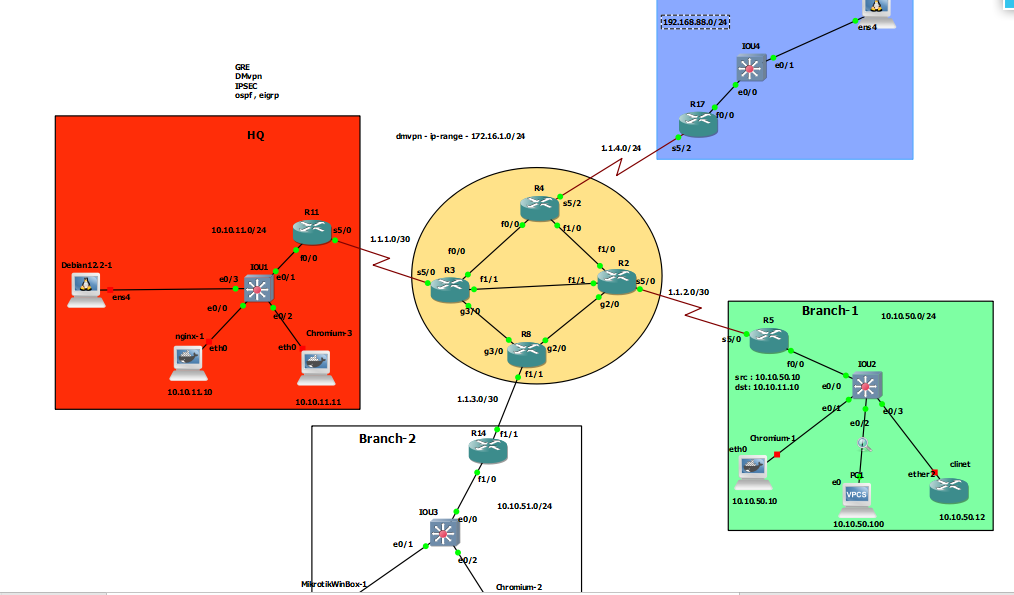 192.168.88.0/24
ens4
IOU4
e0/1
e0/0
R17
f0/0
s5/2
GRE
DMvpn
IPSEC
ospf , eigrp
HQ
dmvpn - ip-range - 172.16.1.0/24
1.1.4.0/24
R4
s5/2
f0/0
f1/0
R11
10.10.11.0/24
s5/0
f0/0
1.1.1.0/30
f0/0
f1/0
Debian12.2-1
IOU1
e0/3
e0/1
ens4
e0/0
e0/2
s5/0
R3
f1/1
g3/0
f1/1
R2
s5/0
g2/0
1.1.2.0/30
nginx-1
eth0
Chromium-3
eth0
10.10.11.10
10.10.11.11
R8
g3/0
g2/0
f1/1
1.1.3.0/30
Branch-1
10.10.50.0/24
R5
s5/0
f0/0
src : 10.10.50.10
dst: 10.10.11.10
IOU2
e0/0
e0/1
e0/2
e0/3
Chromium-1
eth0
10.10.50.10
PC1
e0
VPCS
10.10.50.100
clinet
ether2
10.10.50.12
Branch-2
R14
f1/1
f1/0
10.10.51.0/24
IOU3
e0/0
e0/1
e0/2
MikrotikWinBox-1
Chromium-2